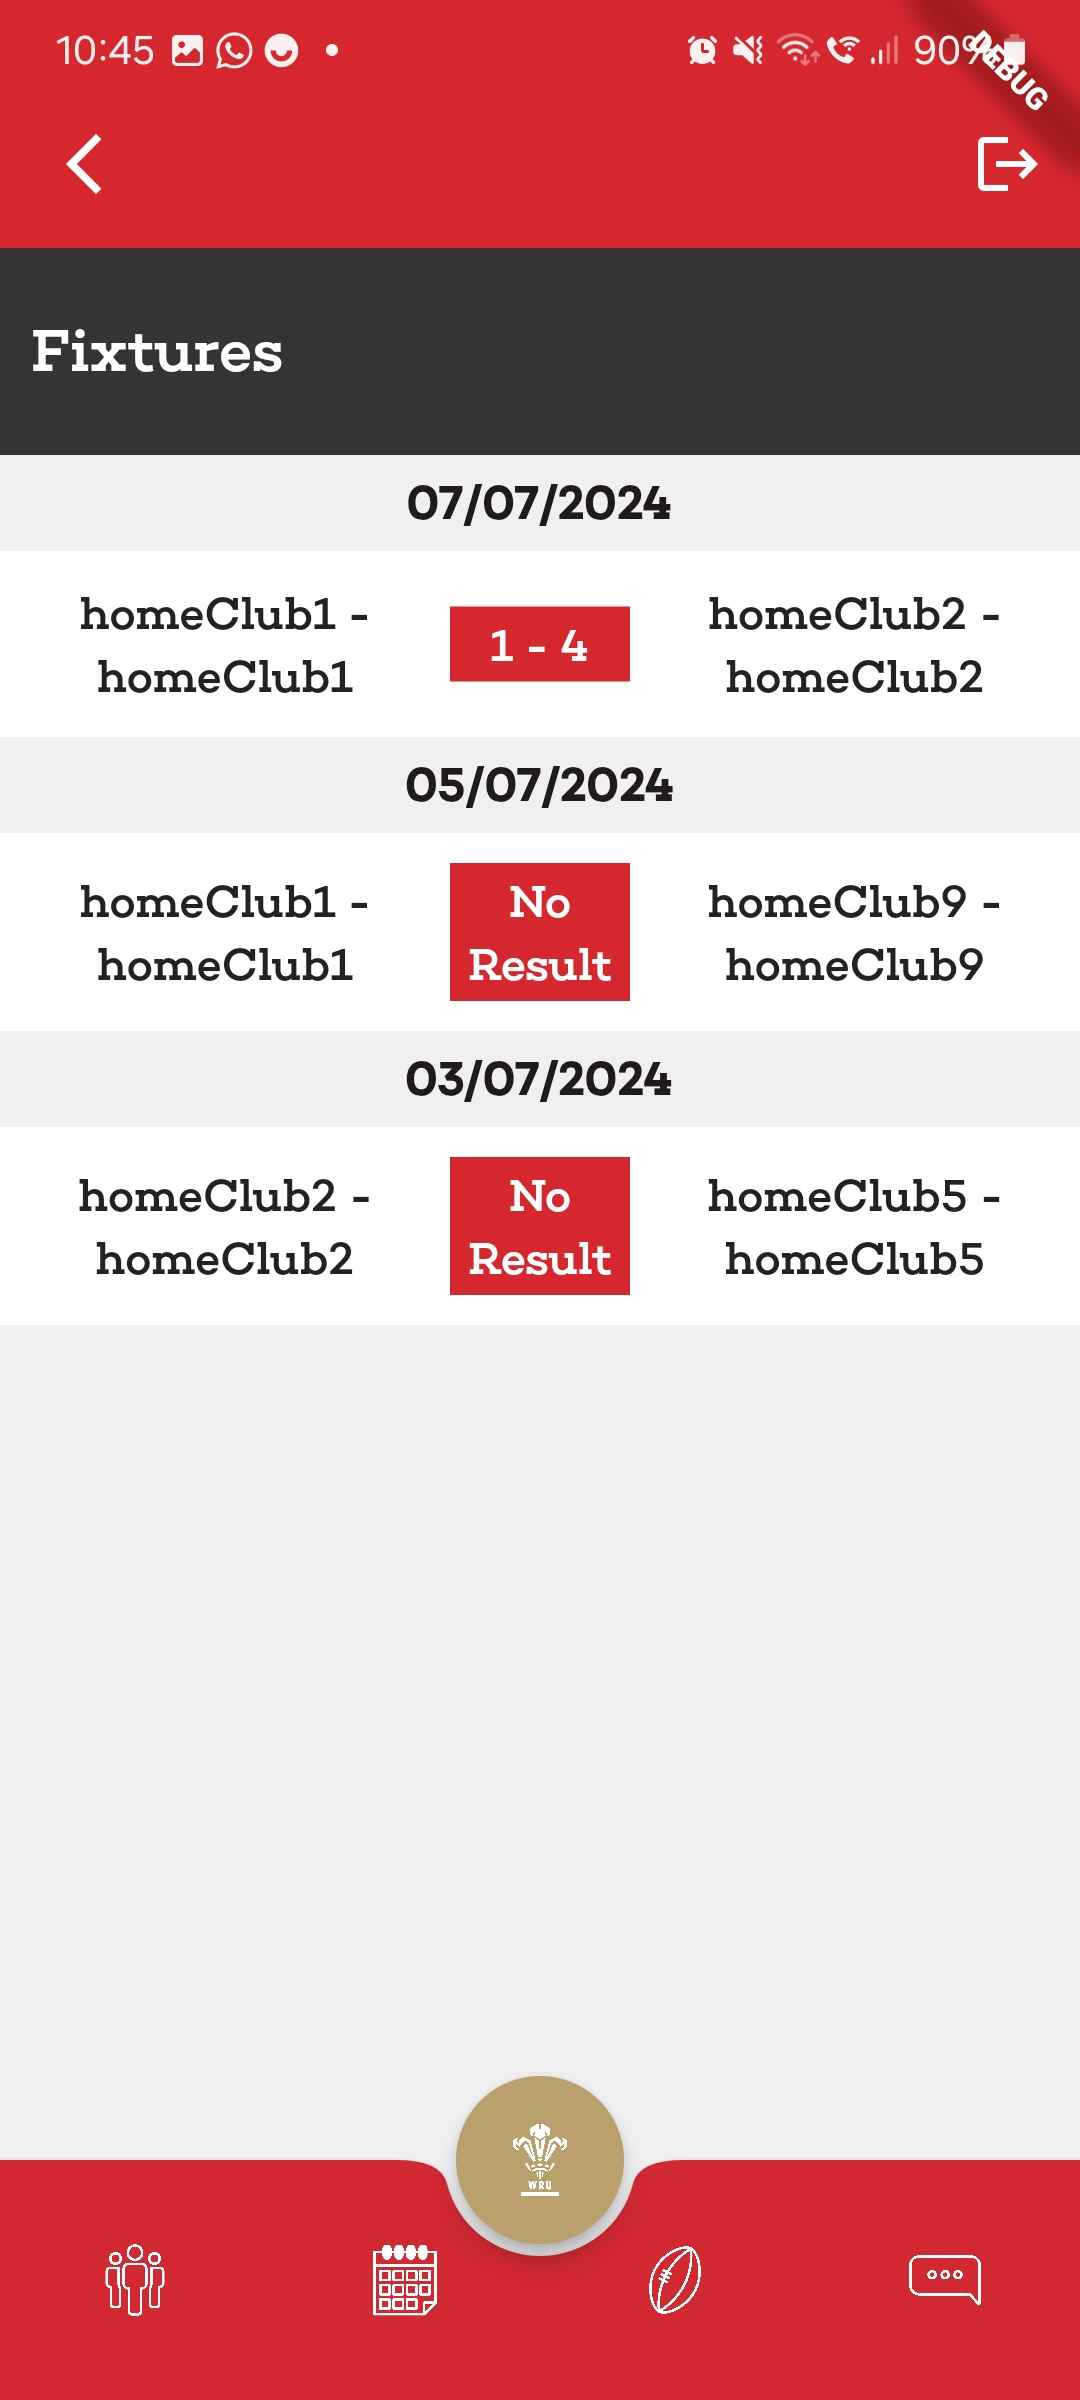 10:45
90%
DEBUG
Fixtures
07/07/2024
homeClub1 -
homeClub1
1 - 4
homeClub2 -
homeClub2
05/07/2024
homeClub1 -
homeClub1
No
Result
homeClub9 -
homeClub9
03/07/2024
homeClub2 -
homeClub2
No
Result
homeClub5 -
homeClub5
WRU